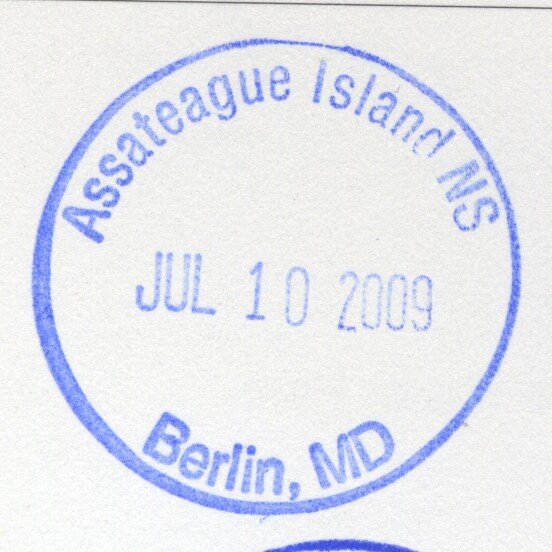 Assateague Island NS
JUL 10 2009
Berlin, MD